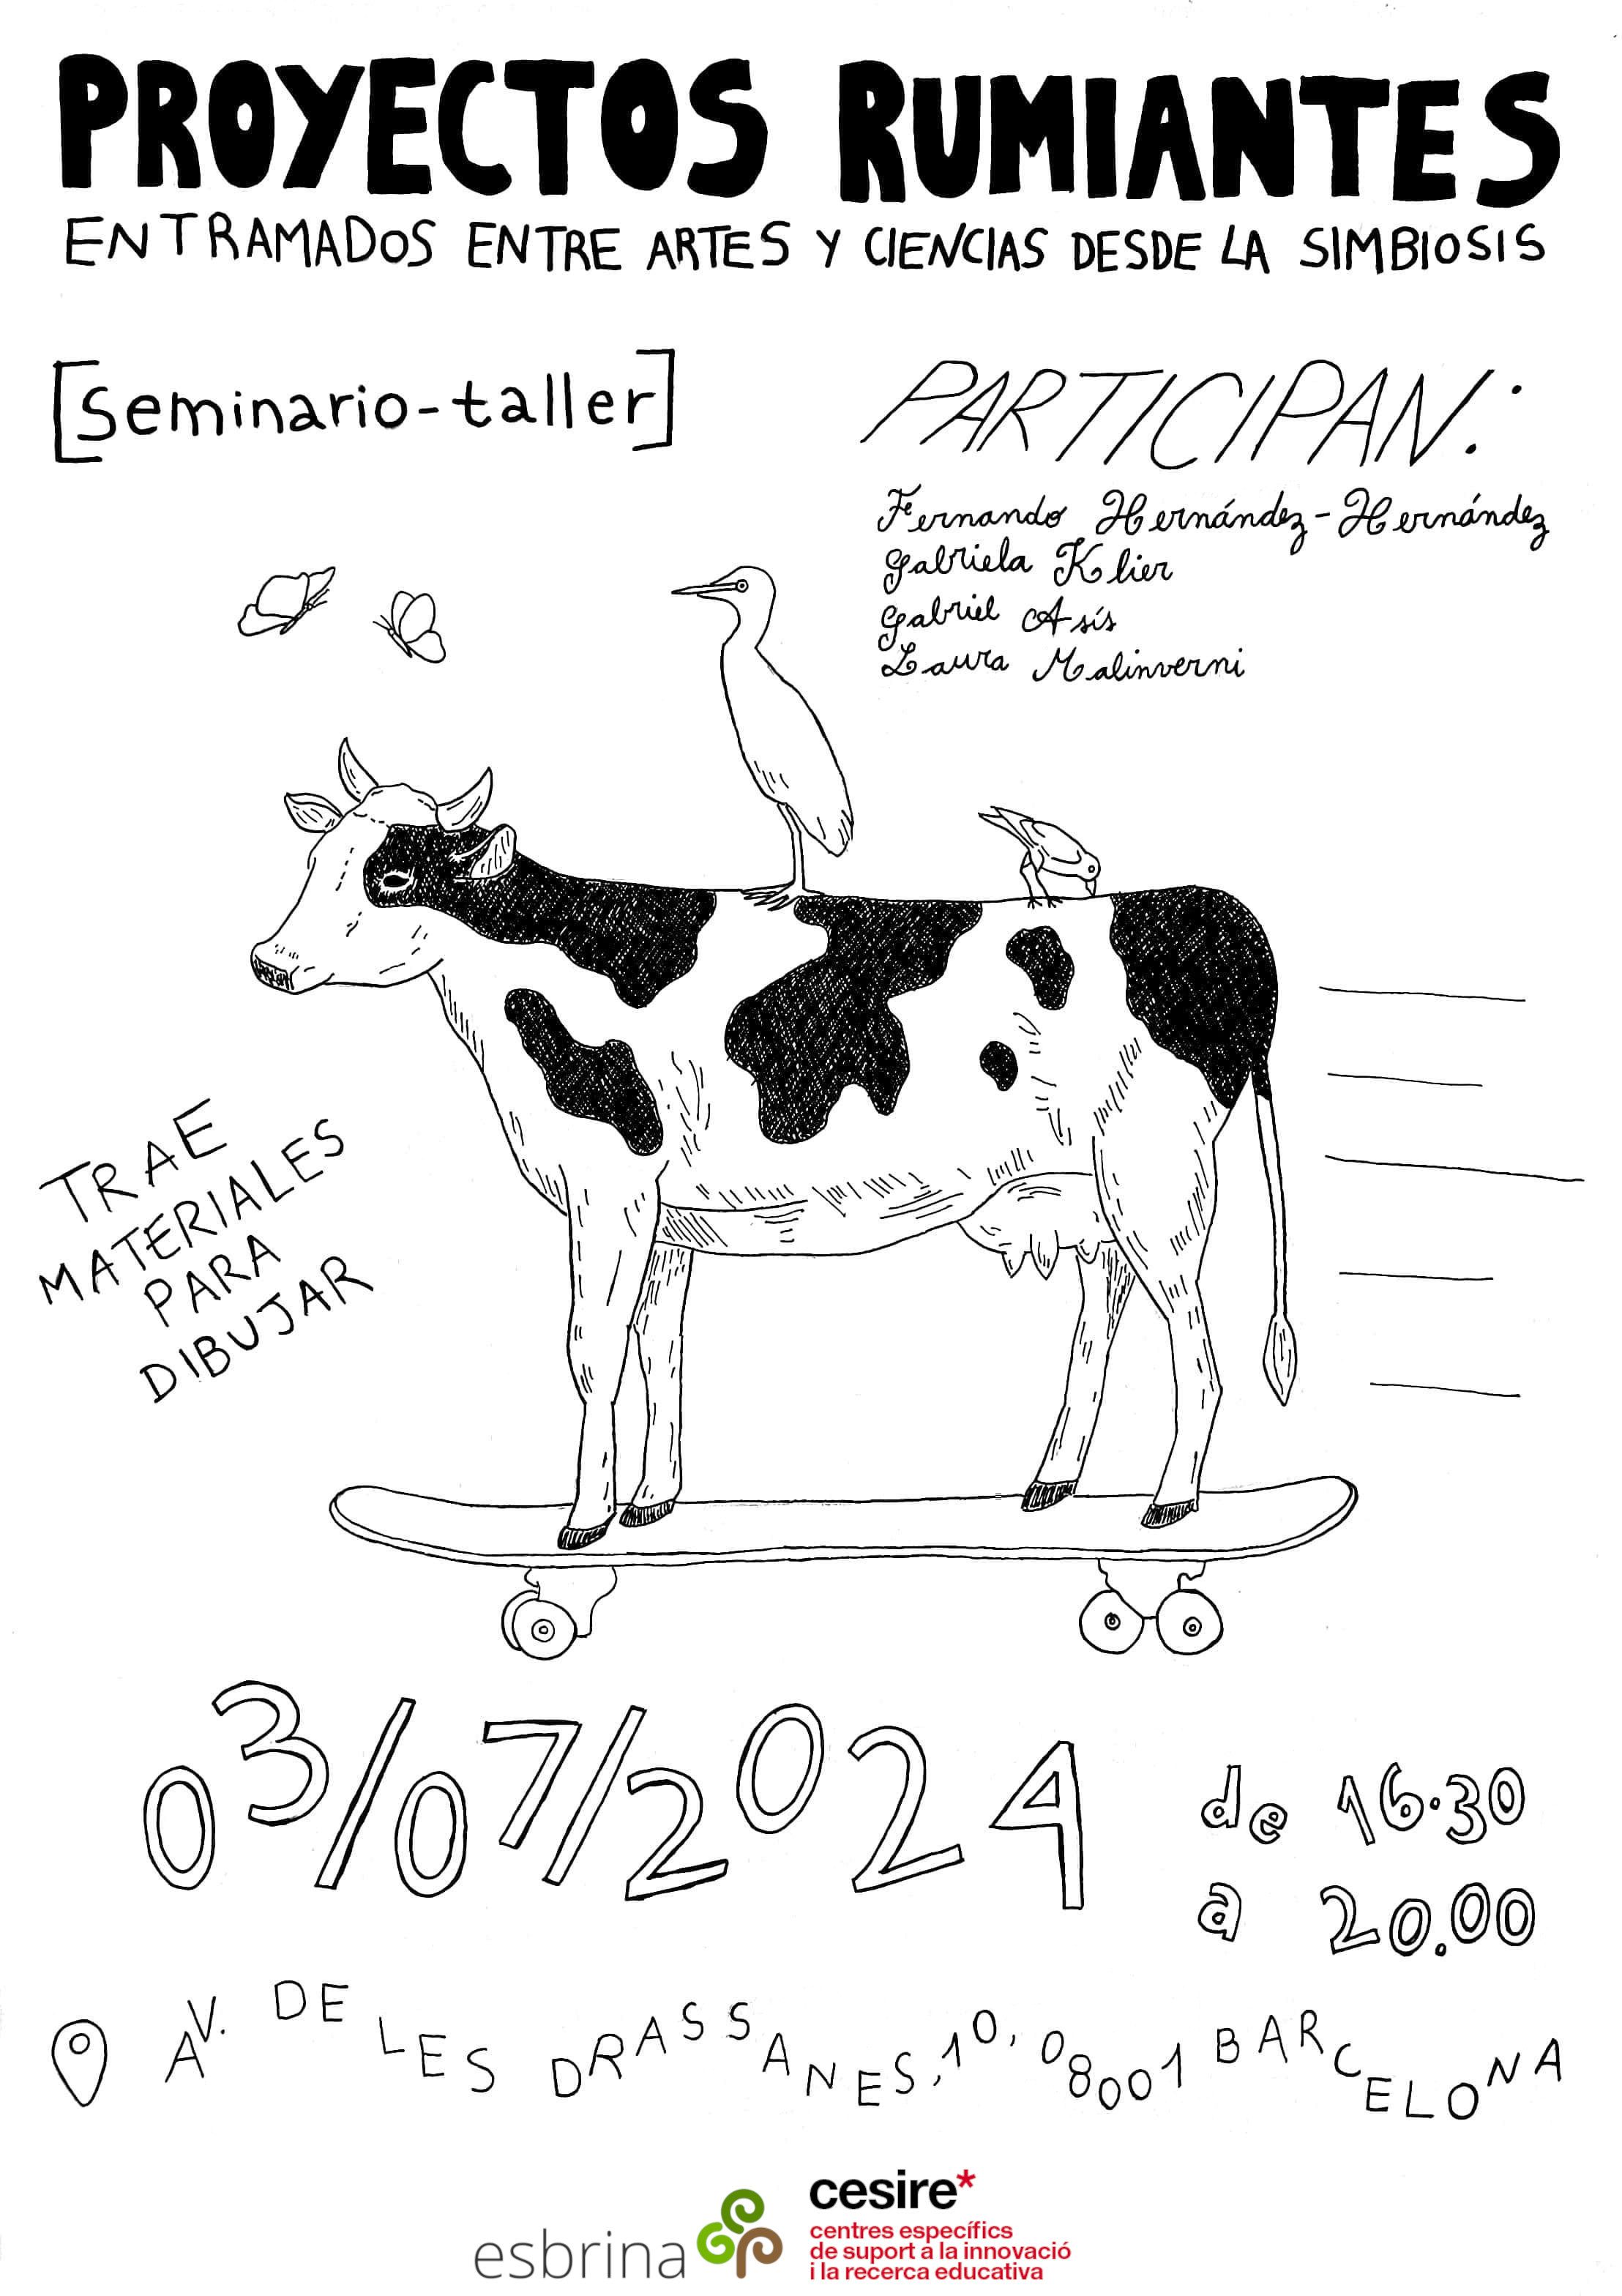 PROYECTOS RUMIANTES
ENTRAMADOS ENTRE ARTES Y CIENCIAS DESDE LA SIMBIOSIS
[seminario-taller]
PARTICIPAN:
Fernando Hernández-Hernández
Gabriela Klier
Gabriel Asís
Laura Malinverni
TRAE
MATERIALES
PARA
DIBUJAR
03/07/2024
de 16.30
a 20.00
AV. DE LES DRASSANES, 10, 08001 BARCELONA
esbrina
cesire*
centres específics
de suport a la innovació
i la recerca educativa